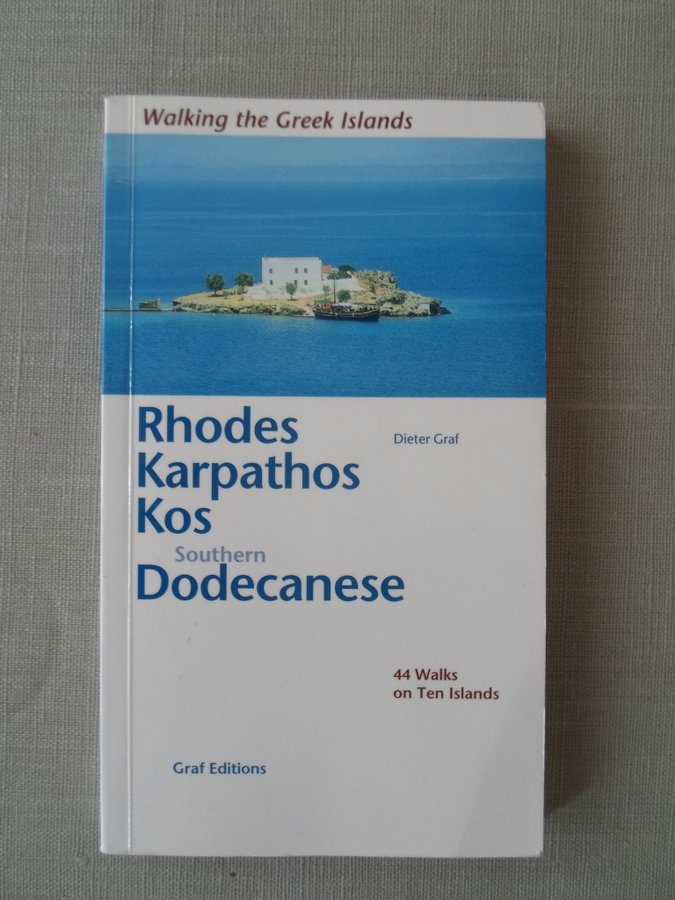 Walking the Greek Islands
Rhodes
Dieter Graf
Karpathos
Kos
Southern
Dodecanese
44 Walks
on Ten Islands
Graf Editions